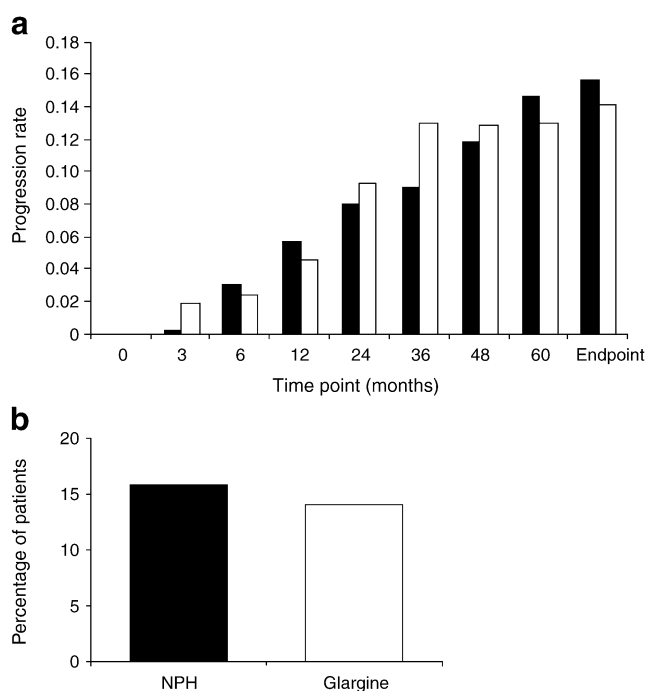 a
0.18
0.16
0.14
0.12
0.10
0.08
0.06
0.04
0.02
0
Progression rate
0 3 6 12 24 36 48 60 Endpoint
Time point (months)
b
20
15
10
5
0
Percentage of patients
NPH Glargine